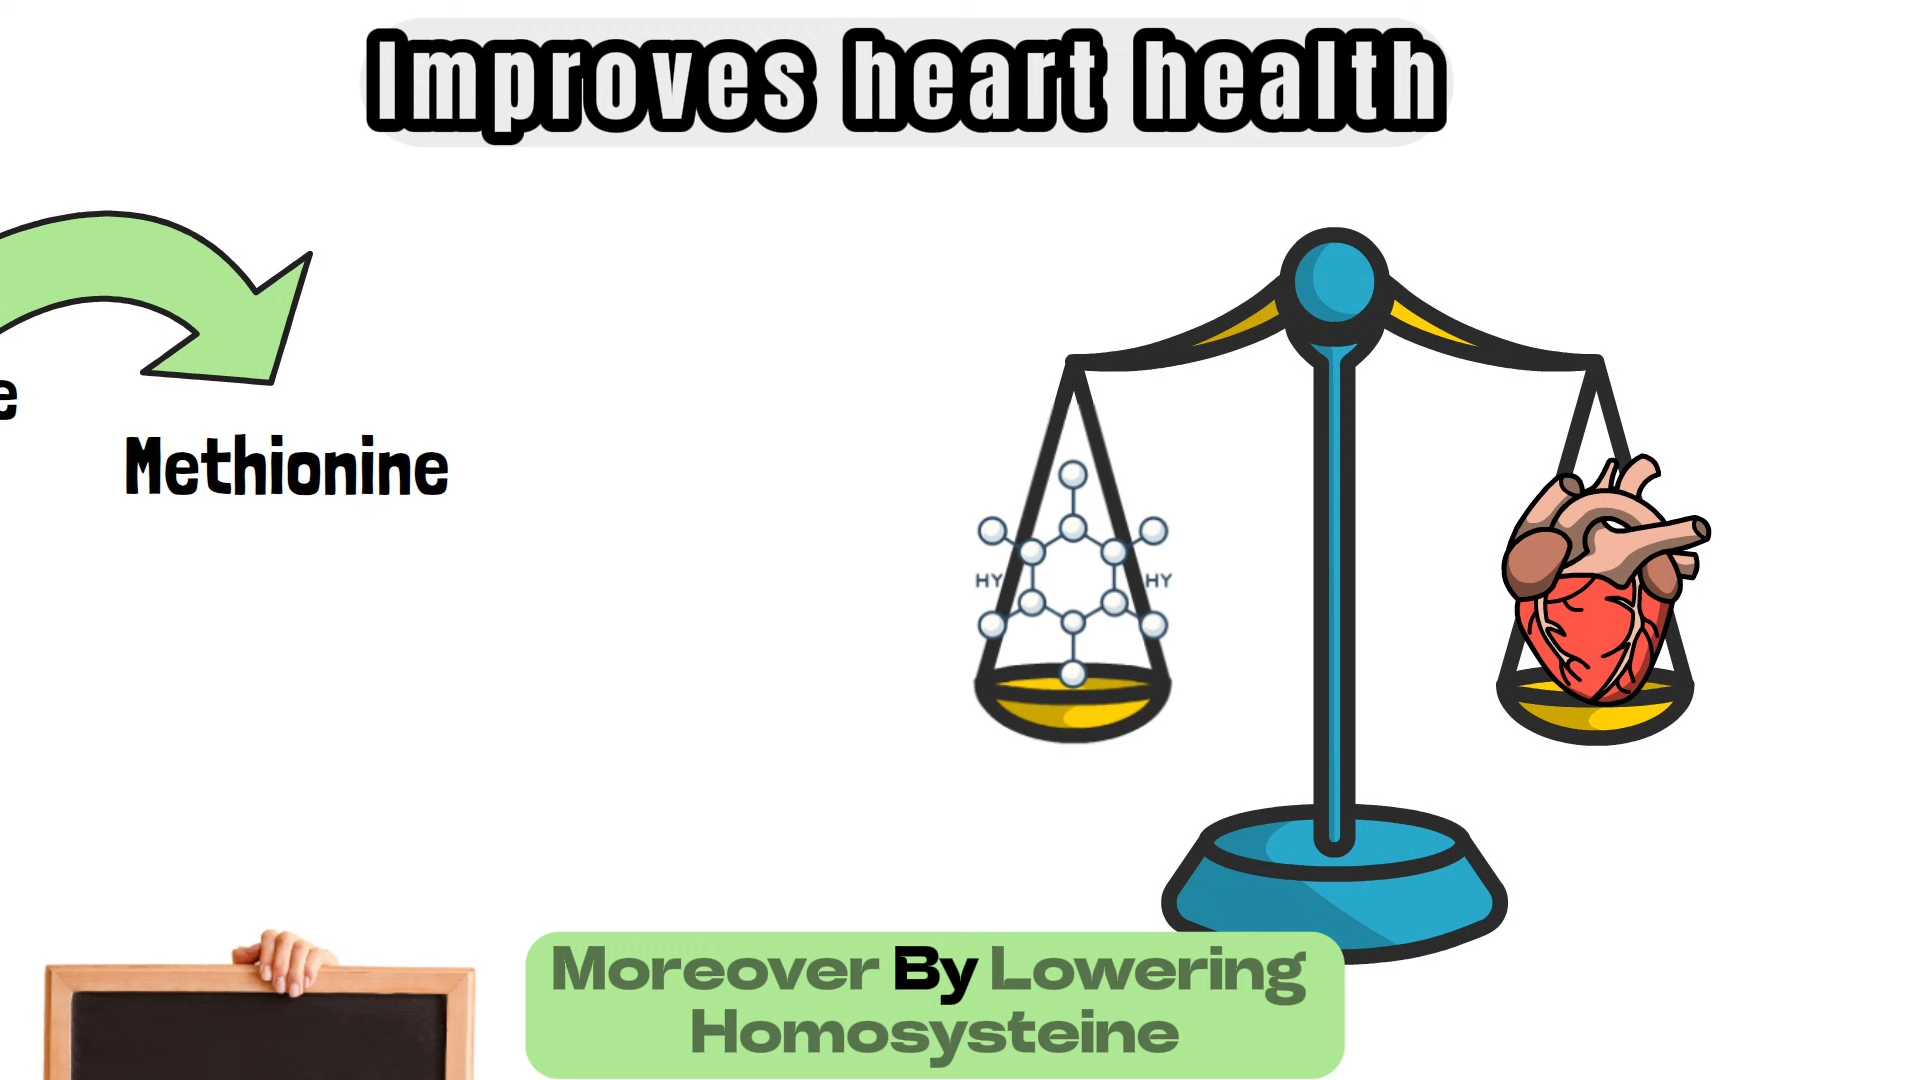 Improves heart health
e
Methionine
HY HY
Moreover By Lowering
Homosysteine